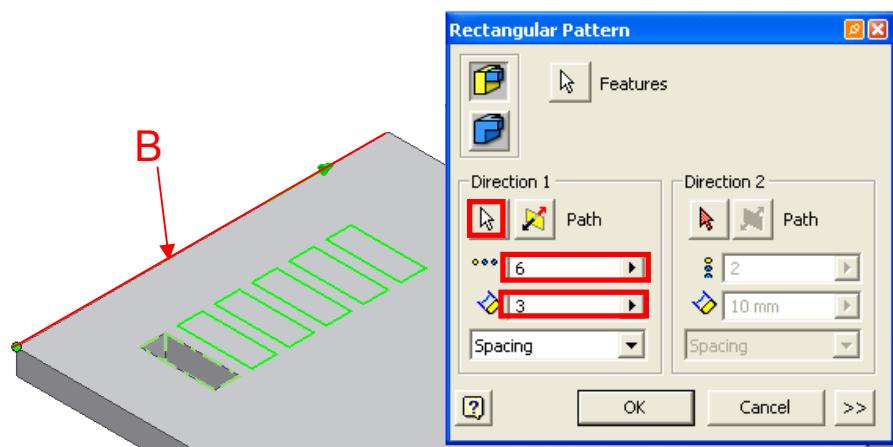 B
Rectangular Pattern
Features
Direction 1
Path
6
3
Spacing
Direction 2
Path
2
10 mm
Spacing
?
OK
Cancel
>>